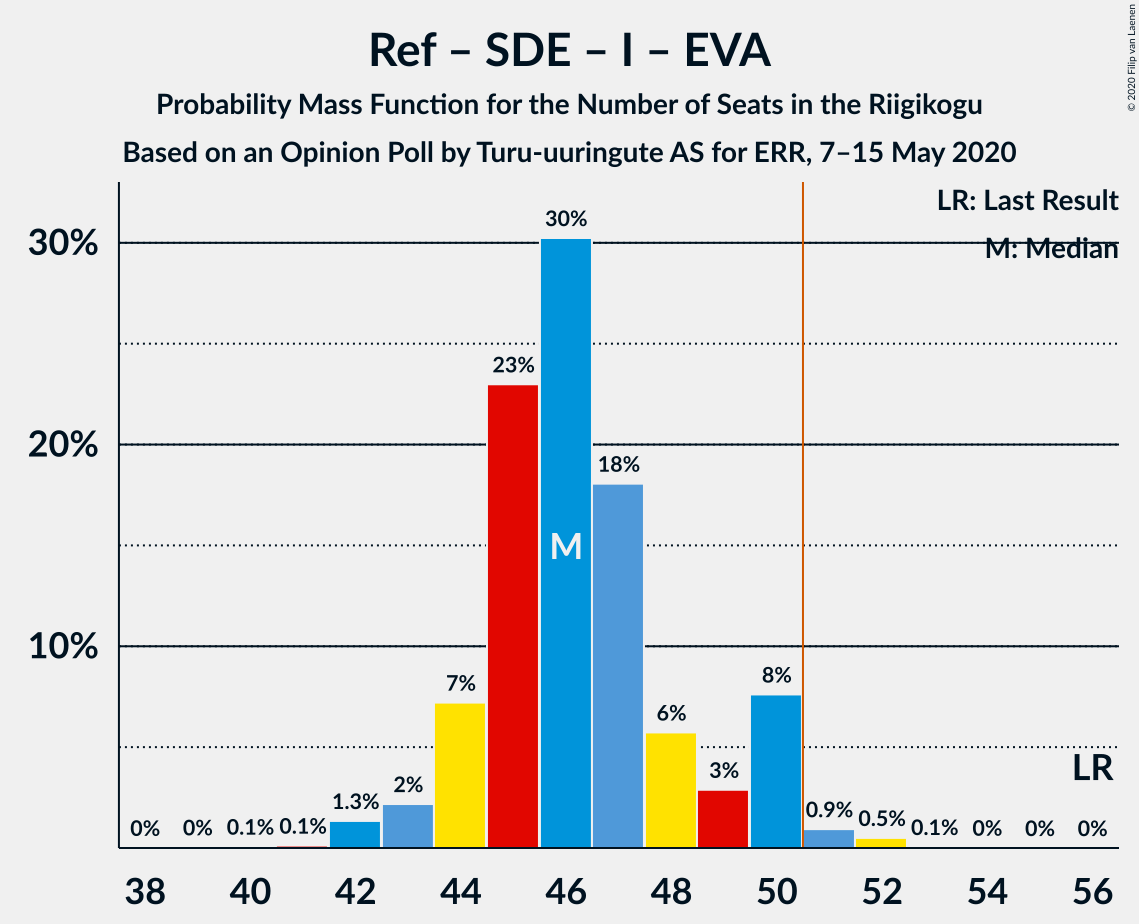 Ref – SDE – I – EVA
Probability Mass Function for the Number of Seats in the Riigikogu
Based on an Opinion Poll by Turu-uuringute AS for ERR, 7–15 May 2020
© 2020 Filip van Laenen
LR: Last Result
M: Median
30%
20%
10%
0%
0%
0.1%
0.1%
1.3%
2%
7%
23%
30%
18%
6%
3%
8%
0.9%
0.5%
0.1%
0%
0%
0%
M
LR
38 40 42 44 46 48 50 52 54 56